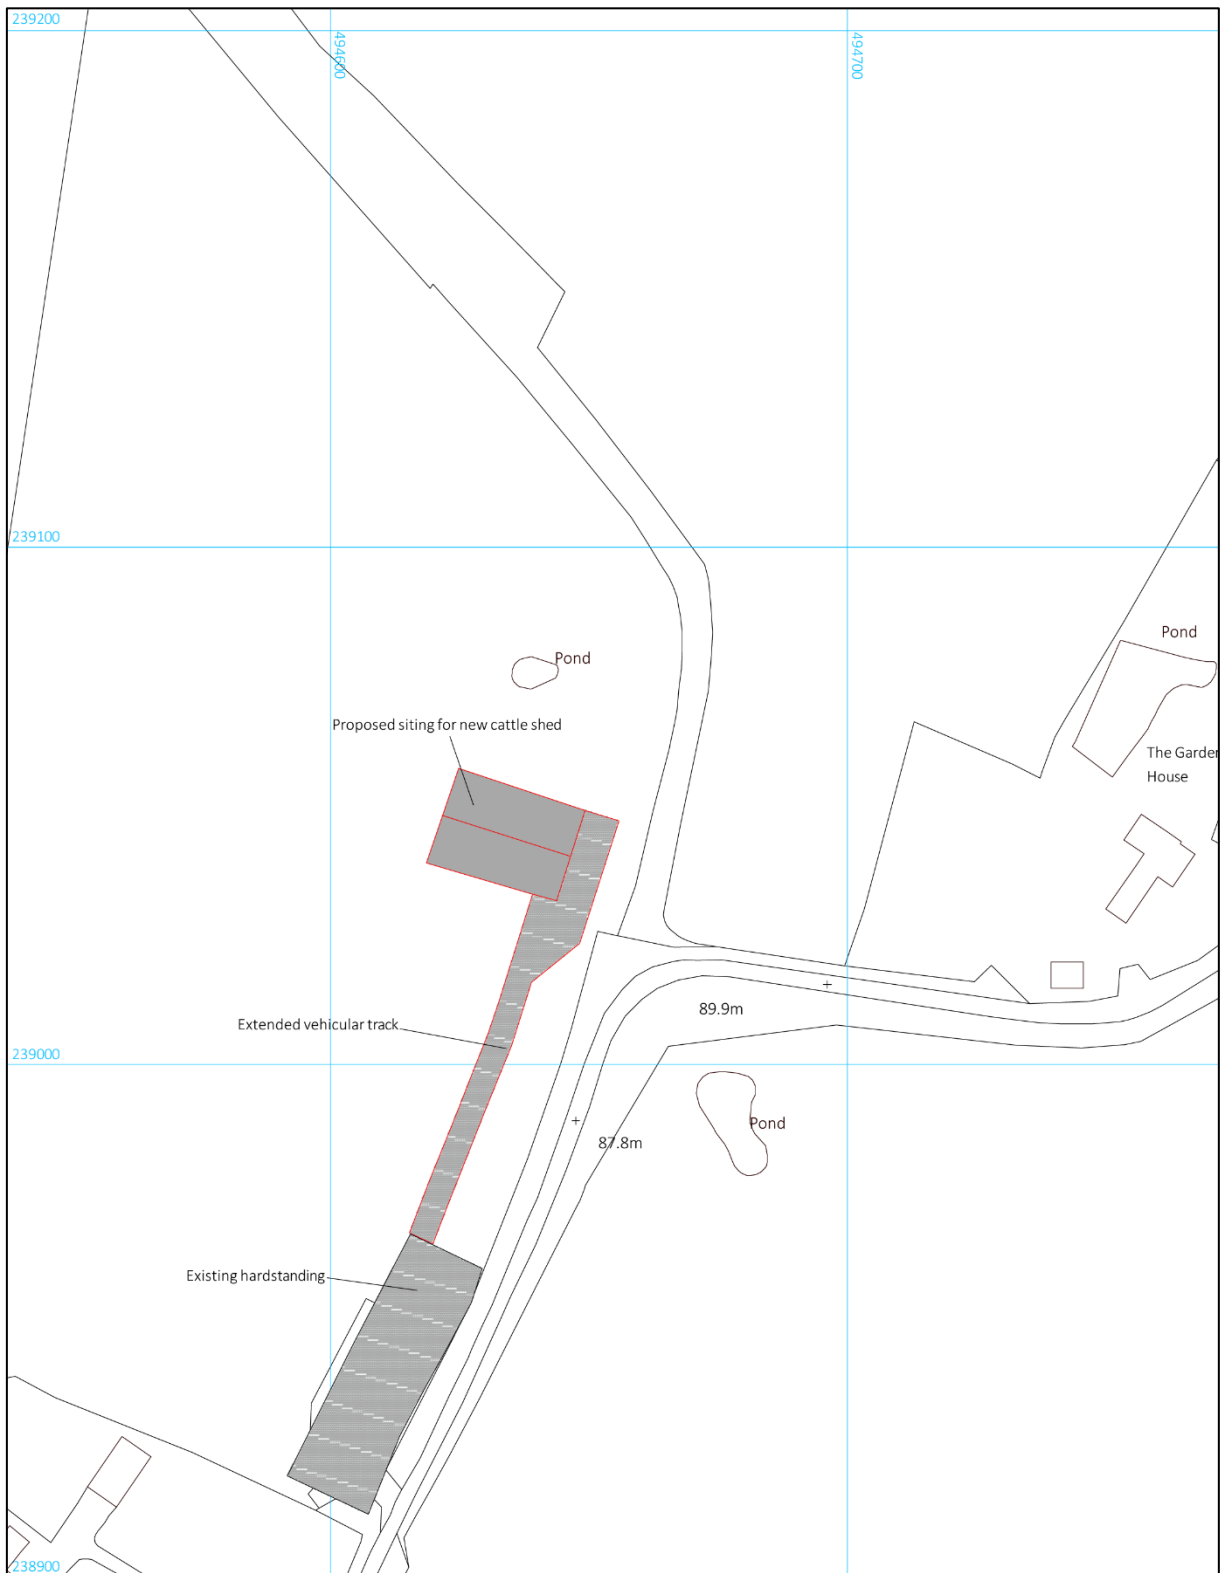 239200
494600
494700
239100
Pond
Pond
Proposed siting for new cattle shed
The Garden
House
89.9m
Extended vehicular track
239000
Pond
87.8m
Existing hardstanding
238900